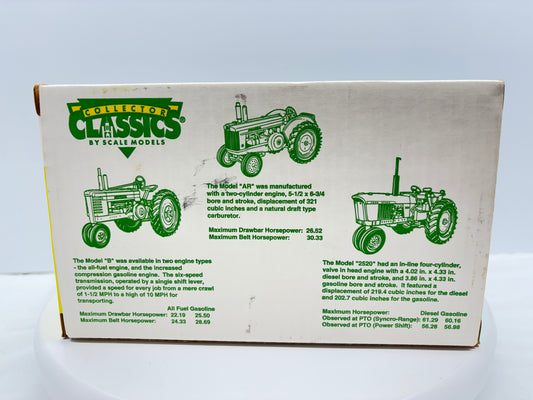 COLLECTOR
CLASSICS®
BY SCALE MODELS
The Model "AR" was manufactured
with a two-cylinder engine, 5-1/2 x 6-3/4
bore and stroke, displacement of 321
cubic inches and a natural draft type
carburetor.
Maximum Drawbar Horsepower: 26.52
Maximum Belt Horsepower: 30.33
The Model "B" was available in two engine types
- the all-fuel engine, and the increased
compression gasoline engine. The six-speed
transmission, operated by a single shift lever,
provided a speed for every job from a mere crawl
of 1-1/2 MPH to a high of 10 MPH for
transporting.
All Fuel Gasoline
Maximum Drawbar Horsepower: 22.19 25.50
Maximum Belt Horsepower: 24.33 28.69
The Model "2520" had an in-line four-cylinder,
valve in head engine with a 4.02 in. x 4.33 in.
diesel bore and stroke, and 3.86 in. x 4.33 in.
gasoline bore and stroke. It featured a
displacement of 219.4 cubic inches for the diesel
and 202.7 cubic inches for the gasoline.
Maximum Horsepower: Diesel Gasoline
Observed at PTO (Syncro-Range): 61.29 60.16
Observed at PTO (Power Shift): 56.28 56.98